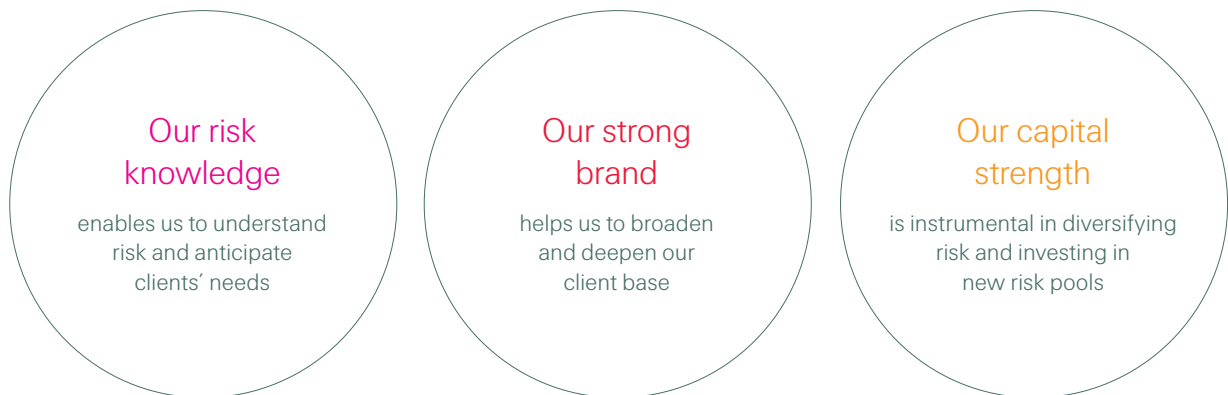 Our risk
knowledge
enables us to understand
risk and anticipate
clients´ needs
Our strong
brand
helps us to broaden
and deepen our
client base
Our capital
strength
is instrumental in diversifying
risk and investing in
new risk pools